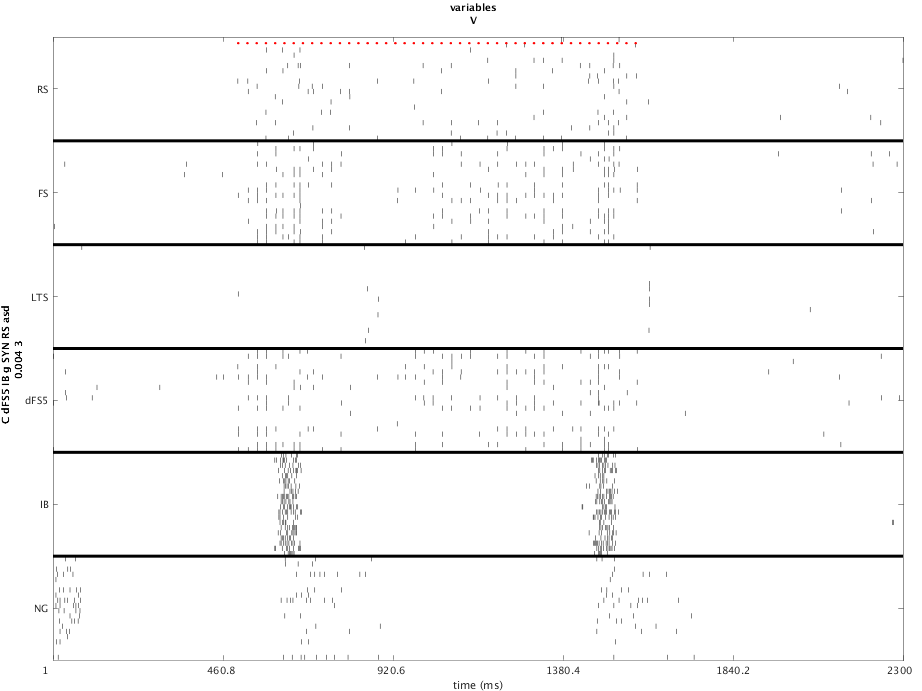 variables
V
RS
FS
LTS
dFS5
IB
NG
C dFS5 IB g SYN RS asd
0.004 3
1
460.8
920.6
1380.4
1840.2
2300
time (ms)